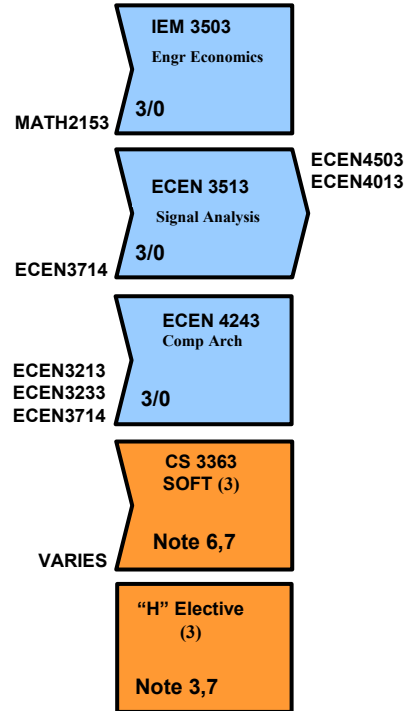 IEM 3503
Engr Economics
3/0
MATH2153
ECEN4503
ECEN4013
ECEN 3513
Signal Analysis
3/0
ECEN3714
ECEN 4243
Comp Arch
ECEN3213
ECEN3233
ECEN3714
3/0
CS 3363
SOFT (3)
Note 6,7
VARIES
“H” Elective
(3)
Note 3,7